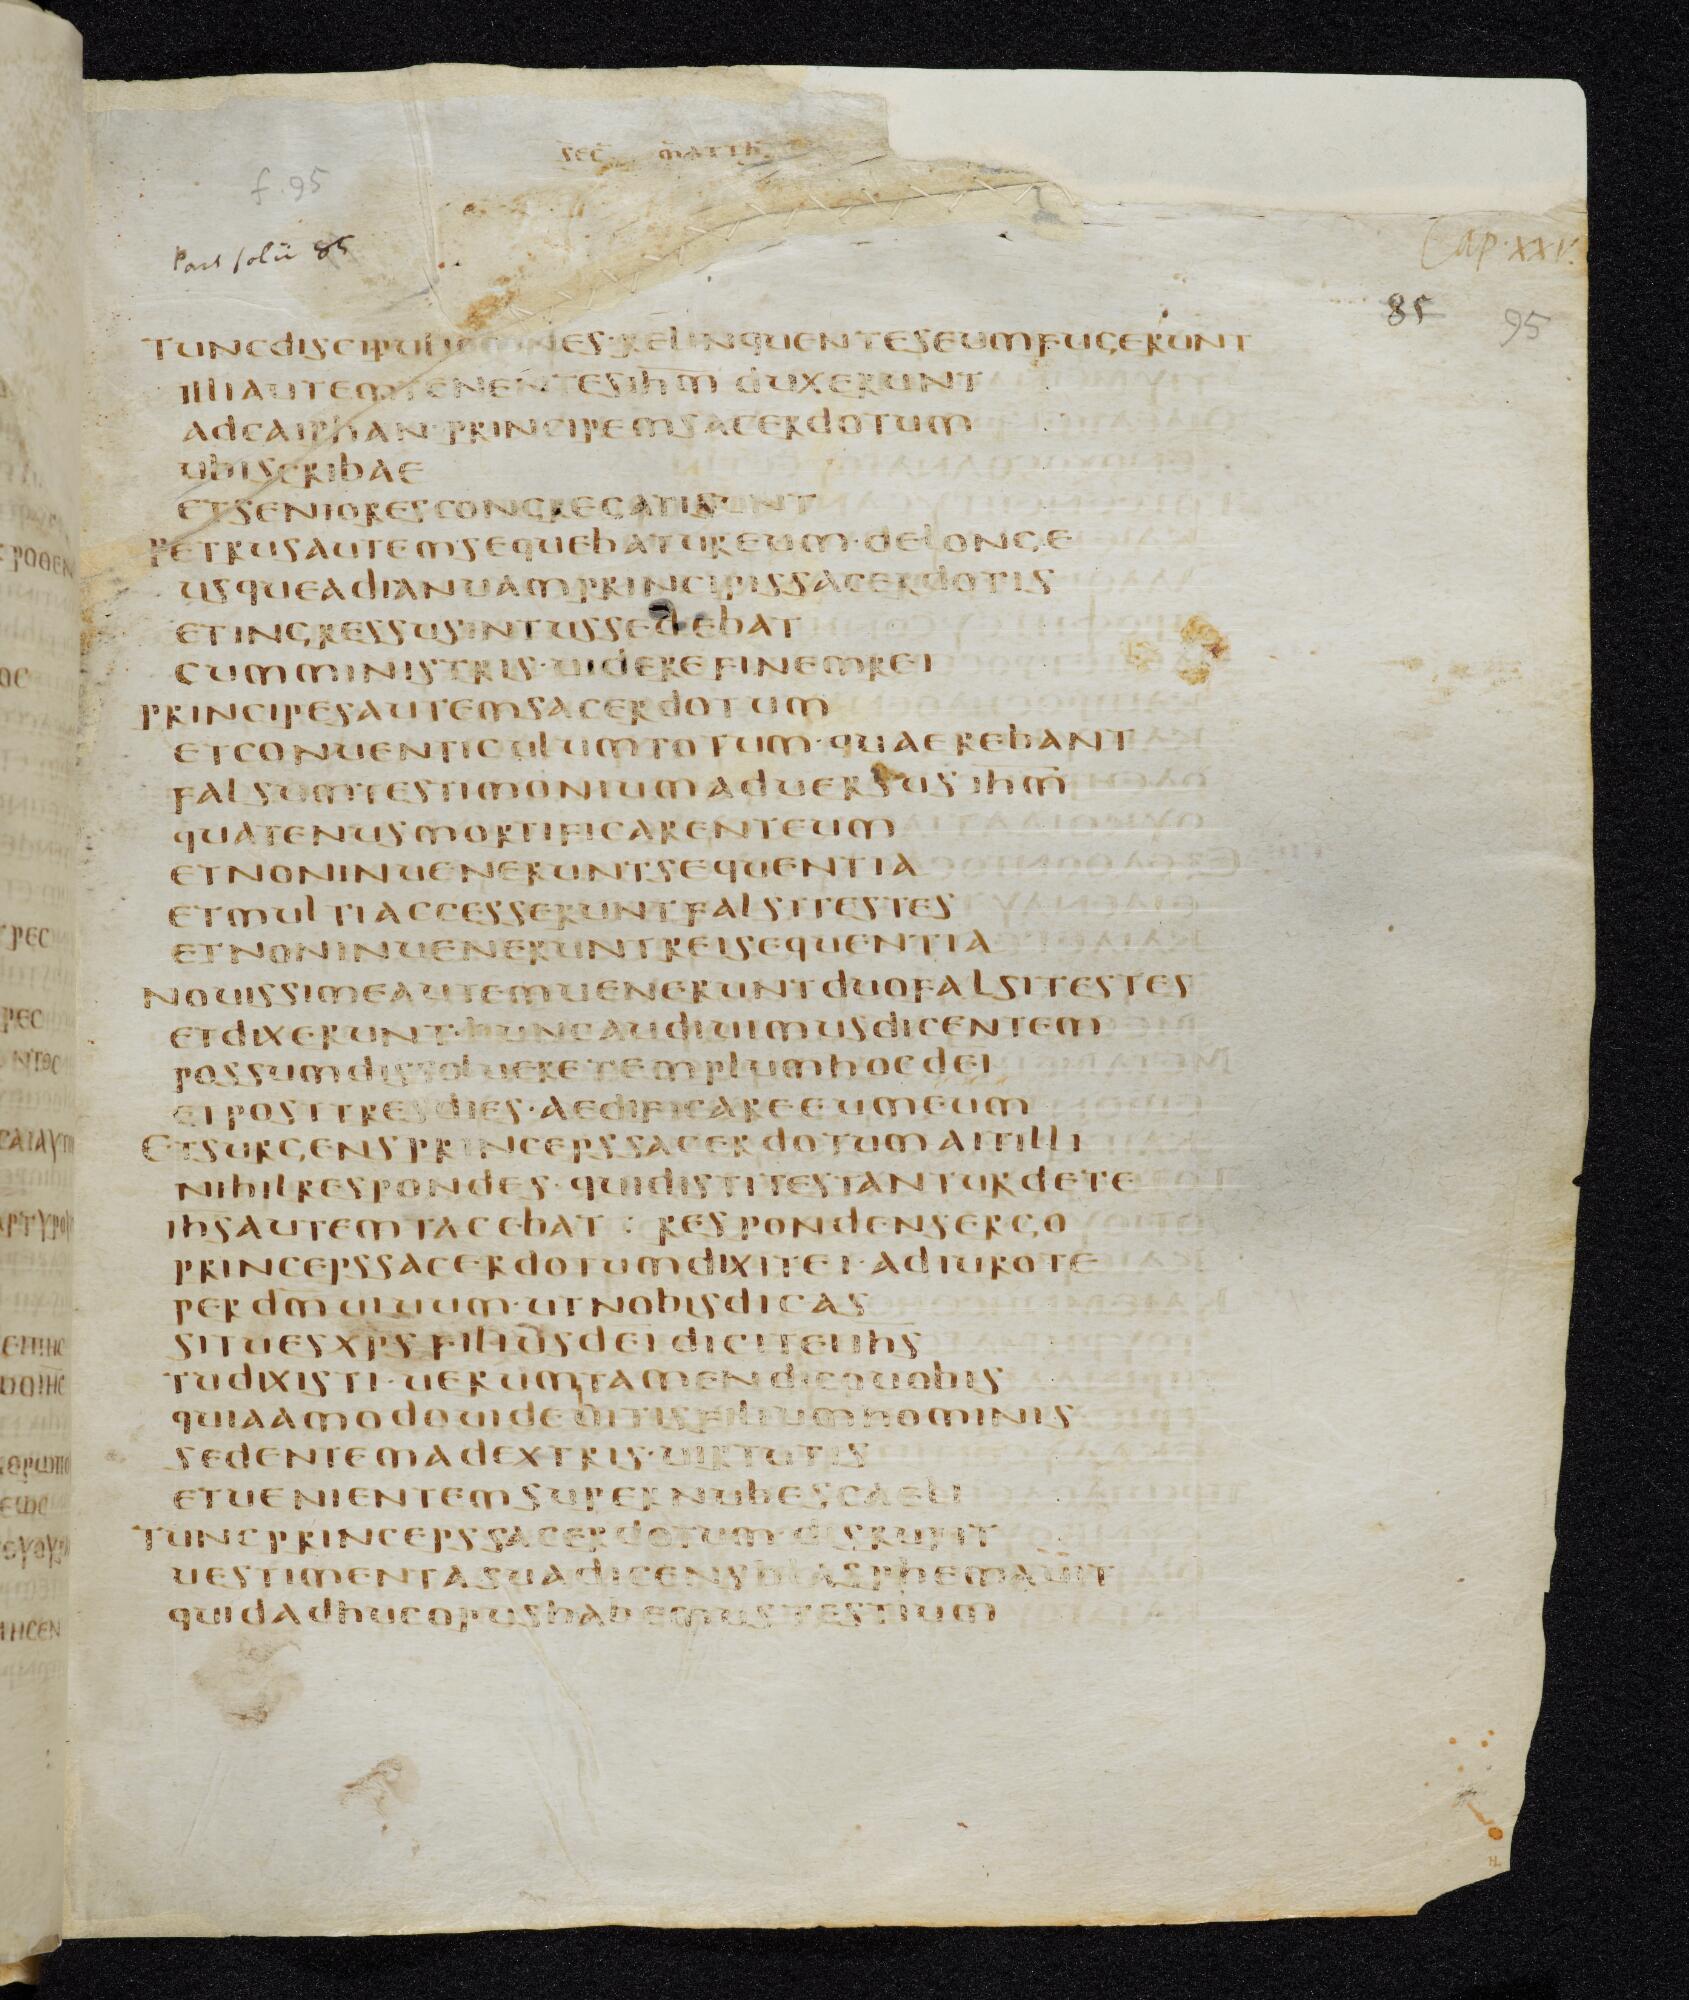 sec matth
f. 95
Post foliū 85
Cap. xxv.
85 95
tunc discipuli omnes · relinquentes eum fugerunt
illi autem tenentes ihm̅ duxerunt
ad caiphan · principem sacerdotum
ubi scribae
et seniores congregati sunt
petrus autem sequebatur eum · de longe
usque ad ianuam principis sacerdotis
et ingressus intus sedebat
cum ministris · uidere finem rei
principes autem sacerdotum
et conuenticulum totum · quaerebant
falsum testimonium aduersus ihm̅
quatenus mortificarent eum
et non inuenerunt sequentia
et multi accesserunt falsi testes
et non inuenerunt rei sequentia
nouissime autem uenerunt duo falsi testes
et dixerunt · hunc audiuimus dicentem
possum dissoluere templum hoc dei
et post tres dies · aedificare eum eum
Et surgens princeps sacerdotum ait illi
nihil respondes · quid isti testantur de te
ihs autem tacebat : respondens ergo
princeps sacerdotum dixit ei · adiuro te
per dm̅ uiuum · ut nobis dicas
si tu es xps filius dei dicit ei ihs
tu dixisti · uerumtamen dico uobis
quia amodo uidebitis filium hominis
sedentem ad extris · uirtutis
et uenientem super nubes caeli
tunc princeps sacerdotum · disrupit
uestimenta sua dicens blasphemauit
quid adhuc opus habemus testium